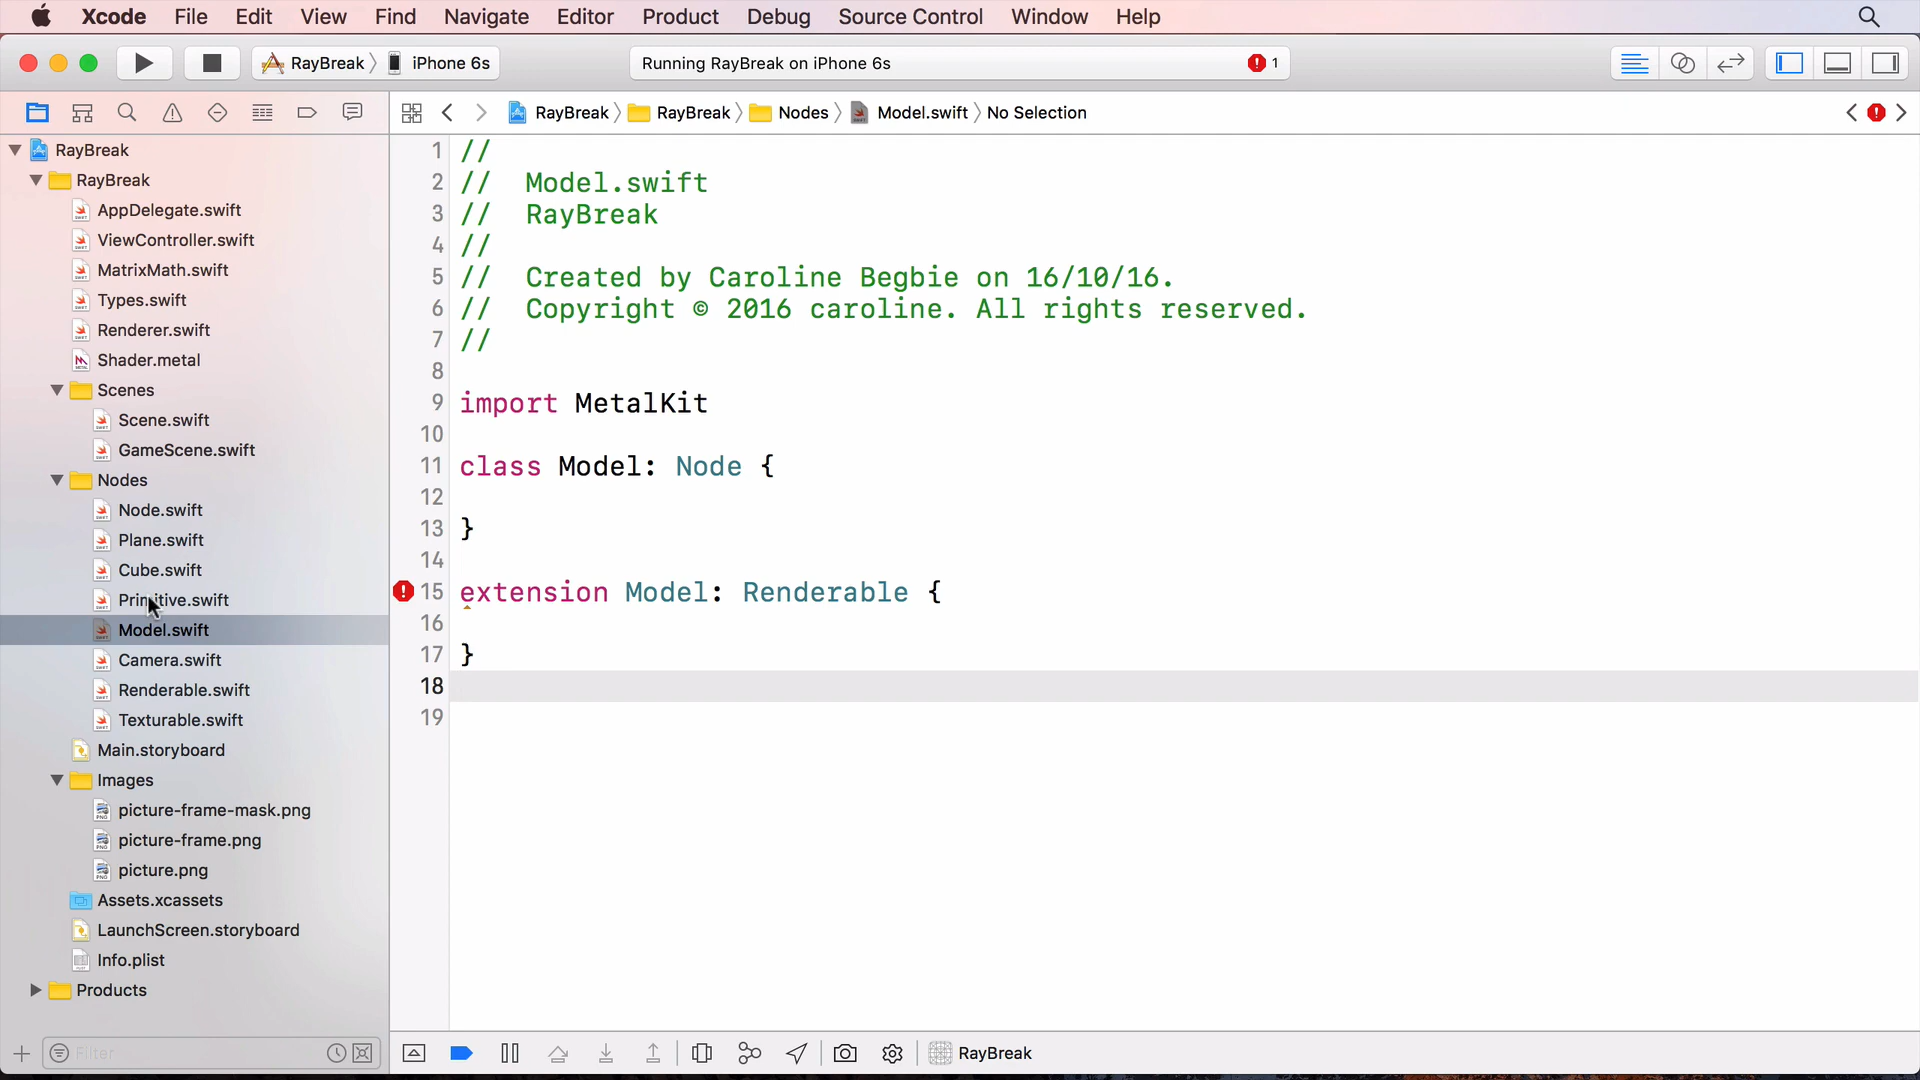 Xcode File Edit View Find Navigate Editor Product Debug Source Control Window Help
RayBreak iPhone 6s Running RayBreak on iPhone 6s 1
RayBreak RayBreak Nodes Model.swift No Selection
RayBreak
RayBreak
AppDelegate.swift
ViewController.swift
MatrixMath.swift
Types.swift
Renderer.swift
Shader.metal
Scenes
Scene.swift
GameScene.swift
Nodes
Node.swift
Plane.swift
Cube.swift
Primitive.swift
Model.swift
Camera.swift
Renderable.swift
Texturable.swift
Main.storyboard
Images
picture-frame-mask.png
picture-frame.png
picture.png
Assets.xcassets
LaunchScreen.storyboard
Info.plist
Products
Filter
1 //
2 //  Model.swift
3 //  RayBreak
4 //
5 //  Created by Caroline Begbie on 16/10/16.
6 //  Copyright © 2016 caroline. All rights reserved.
7 //
8
9 import MetalKit
10
11 class Model: Node {
12
13 }
14
15 extension Model: Renderable {
16
17 }
18
19
RayBreak